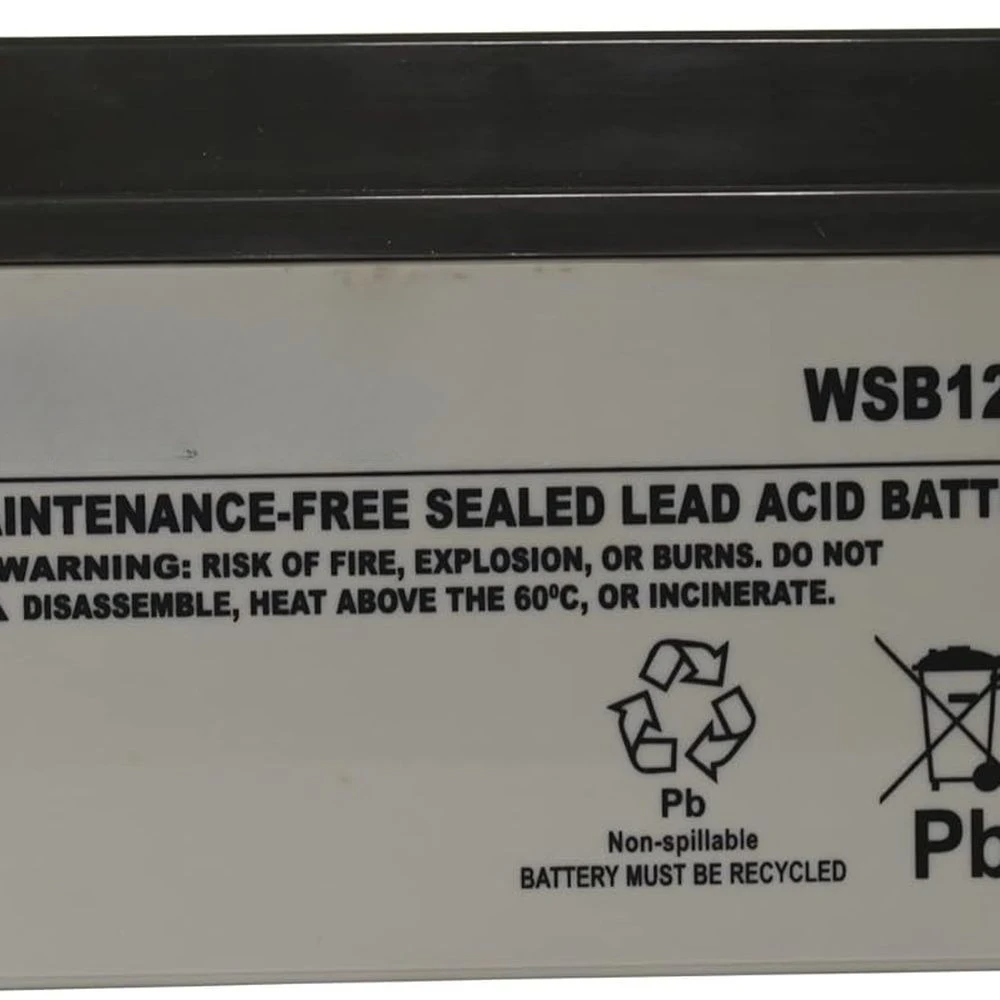 WSB12
AINTENANCE-FREE SEALED LEAD ACID BATT
WARNING: RISK OF FIRE, EXPLOSION, OR BURNS. DO NOT
DISASSEMBLE, HEAT ABOVE THE 60⁰C, OR INCINERATE.
Pb
Non-spillable
BATTERY MUST BE RECYCLED
Pb